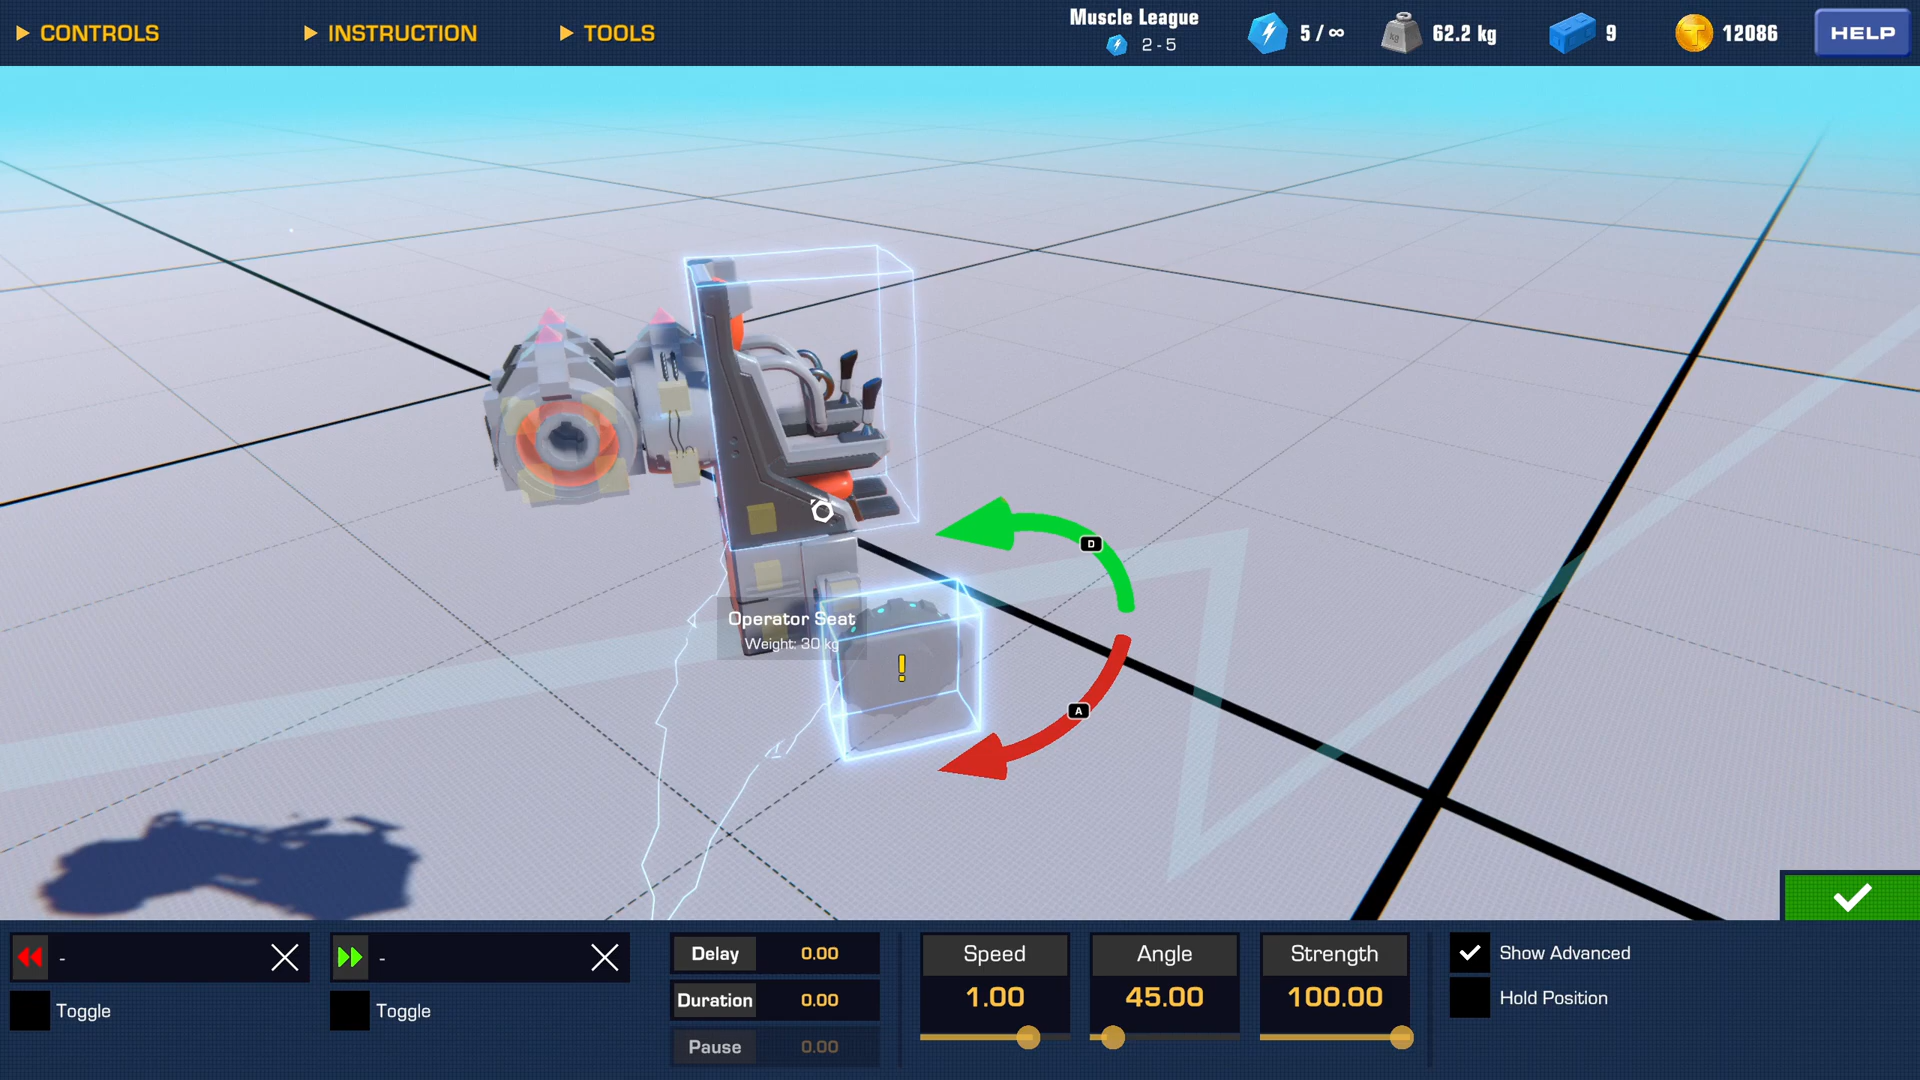 CONTROLS
INSTRUCTION
TOOLS
Muscle League
2 - 5
5 / ∞
KG
62.2 kg
9
T
12086
HELP
D
Operator Seat
Weight: 30 kg
!
A
-
-
Toggle
Toggle
Delay 0.00
Duration 0.00
Pause 0.00
Speed
1.00
Angle
45.00
Strength
100.00
Show Advanced
Hold Position